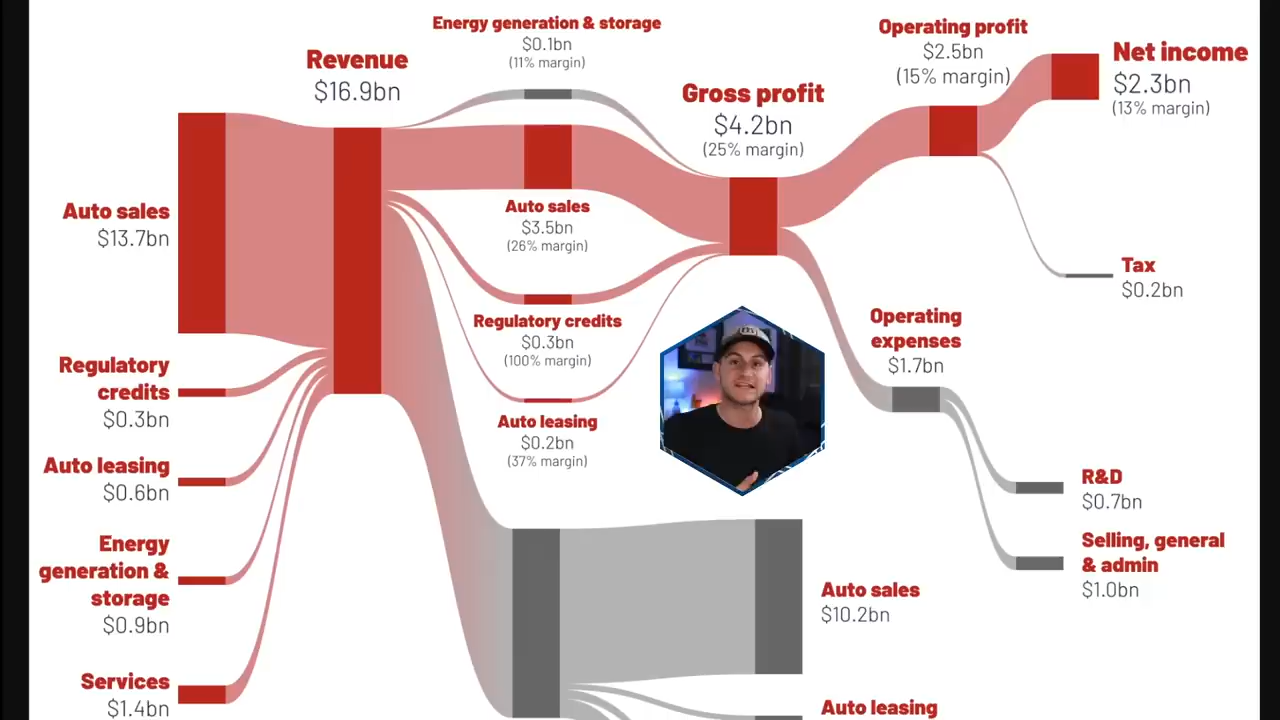 Energy generation & storage
$0.1bn
(11% margin)
Operating profit
$2.5bn
(15% margin)
Net income
$2.3bn
(13% margin)
Revenue
$16.9bn
Gross profit
$4.2bn
(25% margin)
Auto sales
$13.7bn
Auto sales
$3.5bn
(26% margin)
Tax
$0.2bn
Regulatory credits
$0.3bn
(100% margin)
Operating
expenses
$1.7bn
Regulatory
credits
$0.3bn
Auto leasing
$0.2bn
(37% margin)
Auto leasing
$0.6bn
R&D
$0.7bn
Energy
generation &
storage
$0.9bn
Selling, general
& admin
$1.0bn
Auto sales
$10.2bn
Services
$1.4bn
Auto leasing